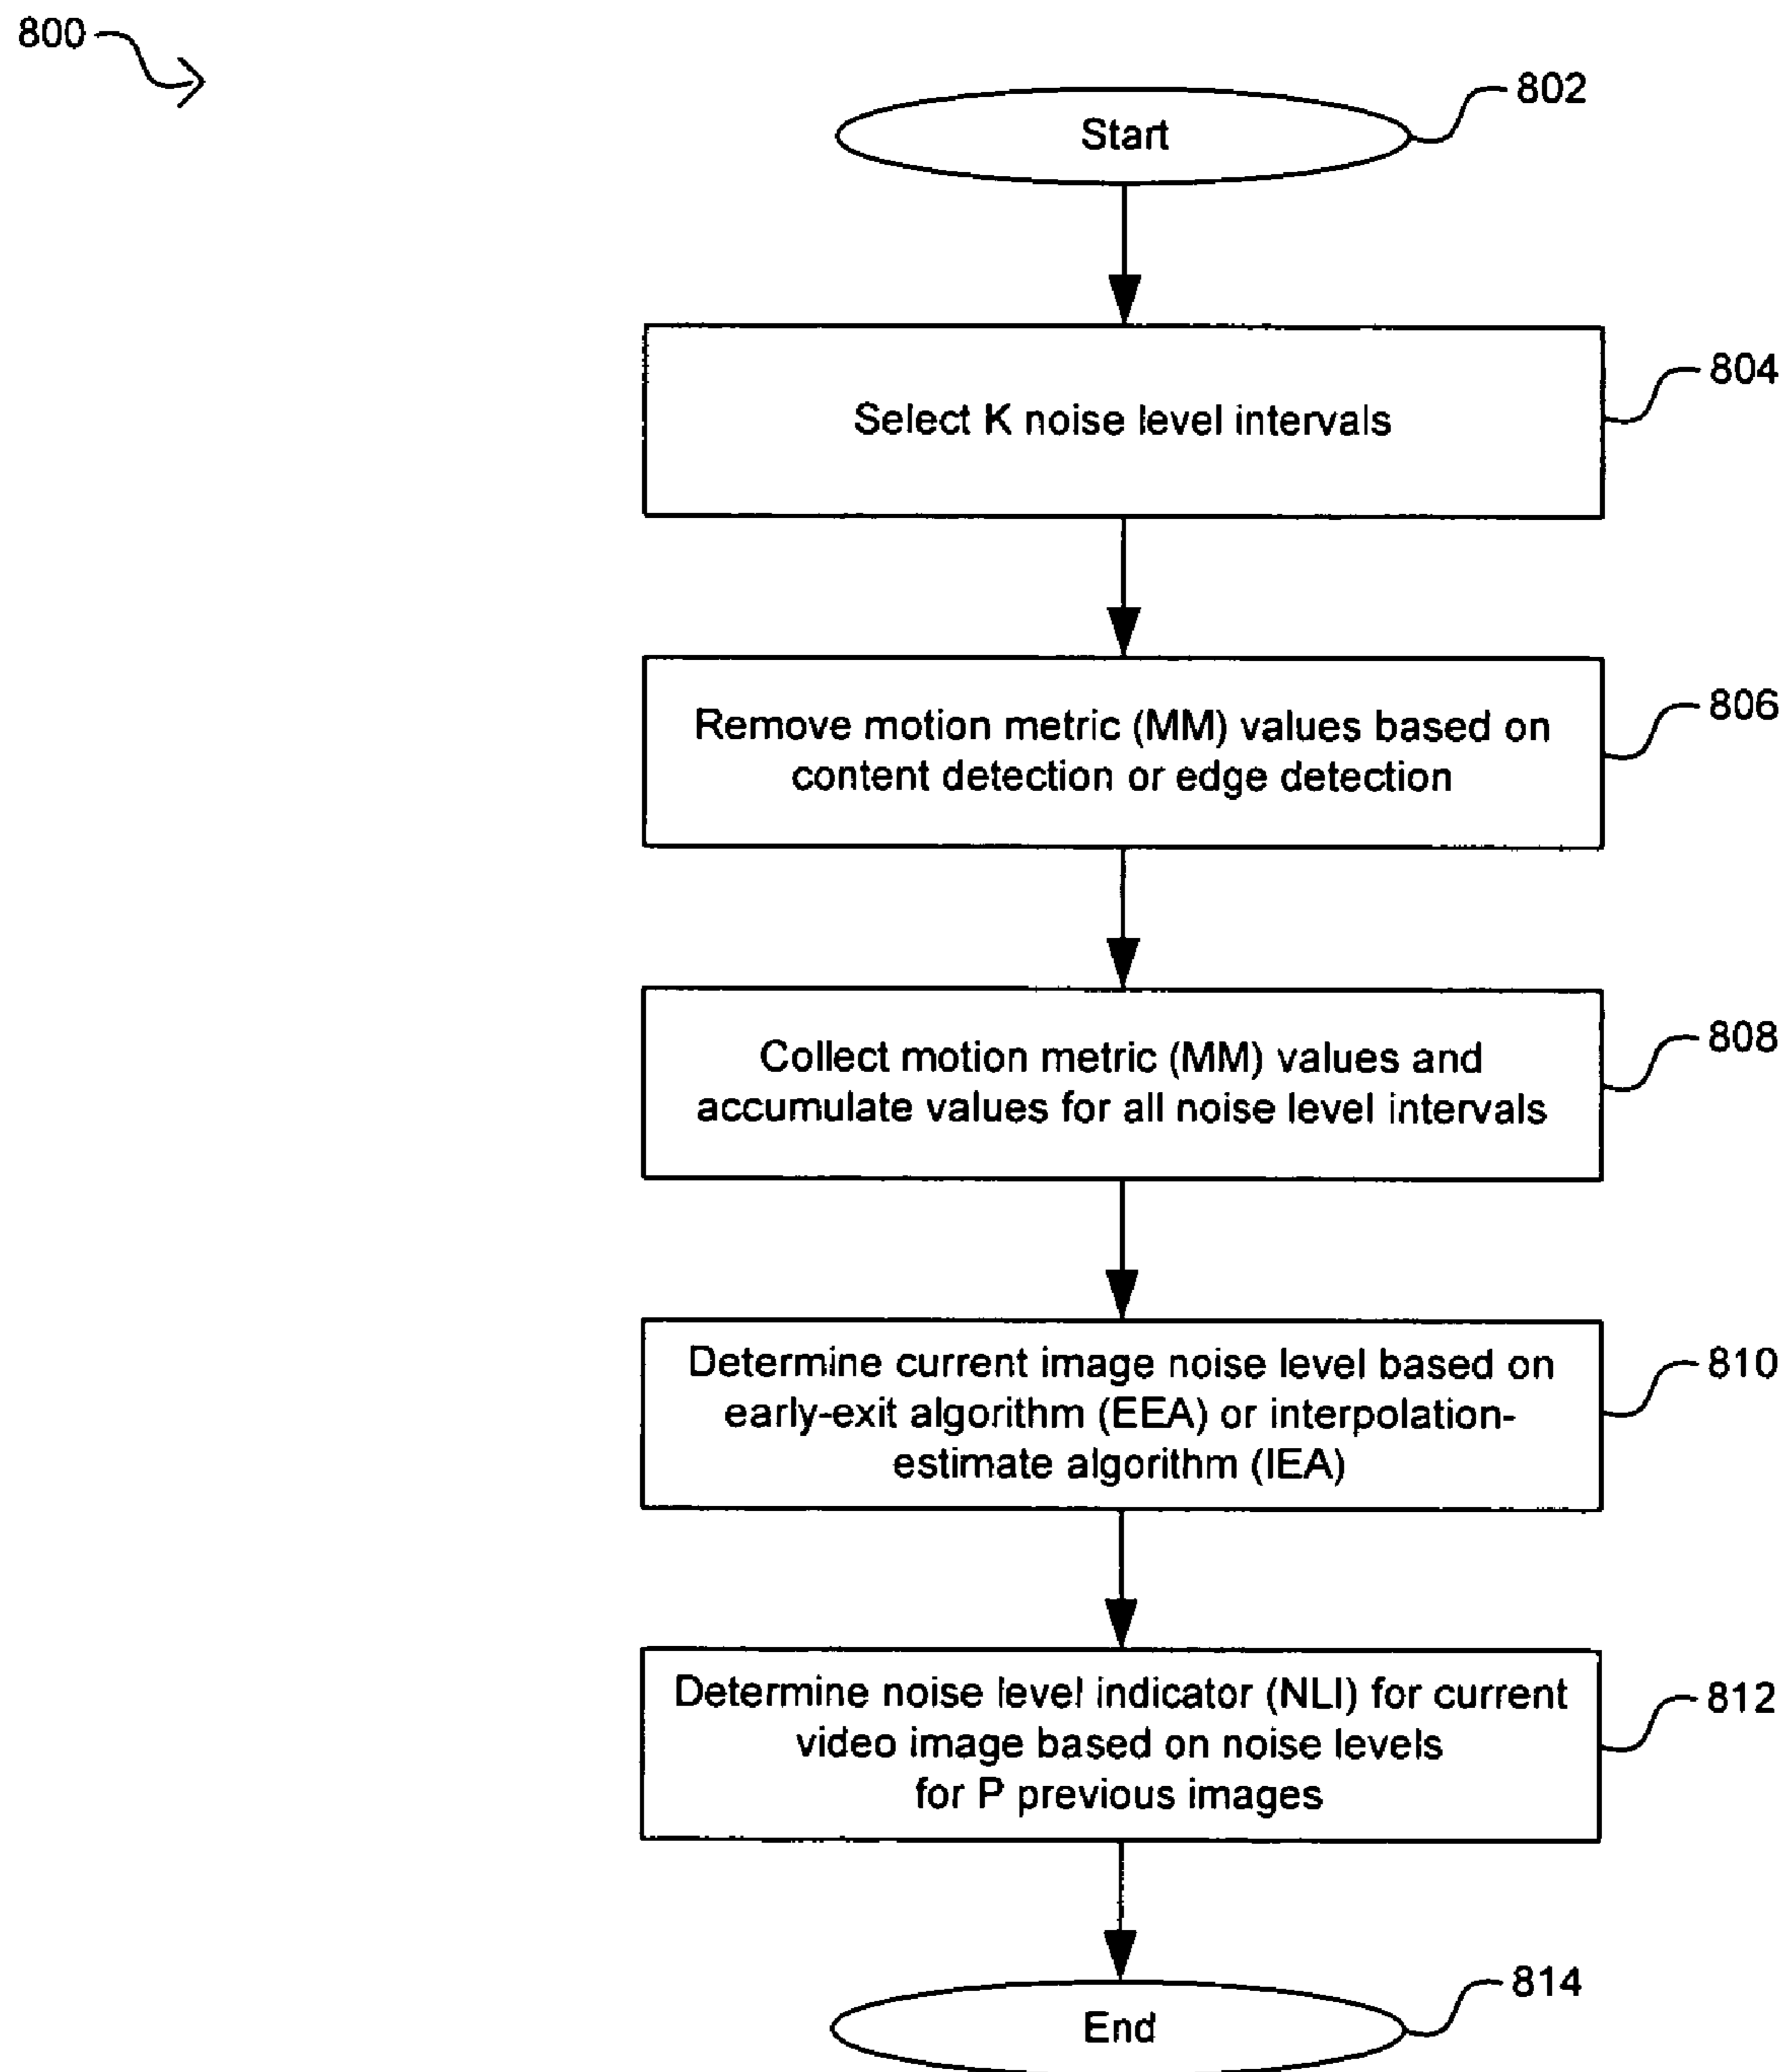 800
802
Start
804
Select K noise level intervals
806
Remove motion metric (MM) values based on
content detection or edge detection
808
Collect motion metric (MM) values and
accumulate values for all noise level intervals
810
Determine current image noise level based on
early-exit algorithm (EEA) or interpolation-
estimate algorithm (IEA)
812
Determine noise level indicator (NLI) for current
video image based on noise levels
for P previous images
814
End